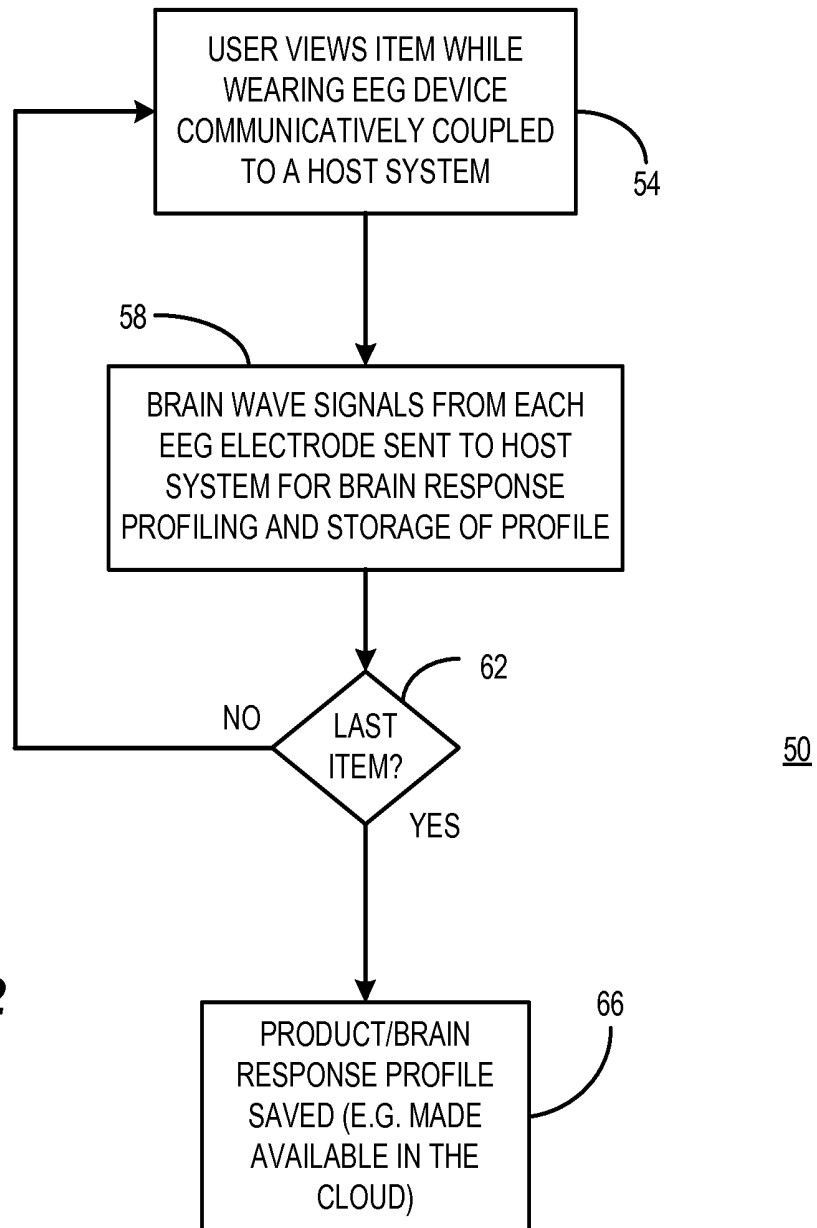 USER VIEWS ITEM WHILE
WEARING EEG DEVICE
COMMUNICATIVELY COUPLED
TO A HOST SYSTEM
54
58
BRAIN WAVE SIGNALS FROM EACH
EEG ELECTRODE SENT TO HOST
SYSTEM FOR BRAIN RESPONSE
PROFILING AND STORAGE OF PROFILE
62
NO
LAST
ITEM?
50
YES
2
66
PRODUCT/BRAIN
RESPONSE PROFILE
SAVED (E.G. MADE
AVAILABLE IN THE
CLOUD)